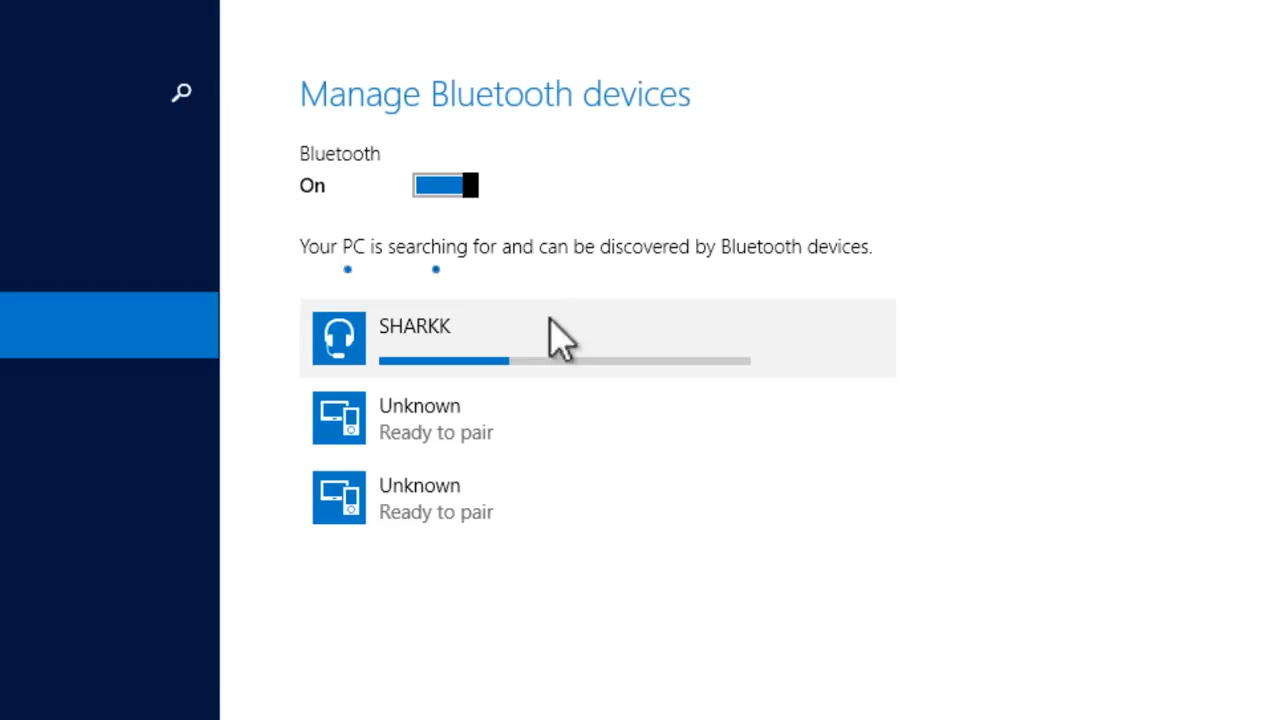 Manage Bluetooth devices
Bluetooth
On
Your PC is searching for and can be discovered by Bluetooth devices.
SHARKK
Unknown
Ready to pair
Unknown
Ready to pair